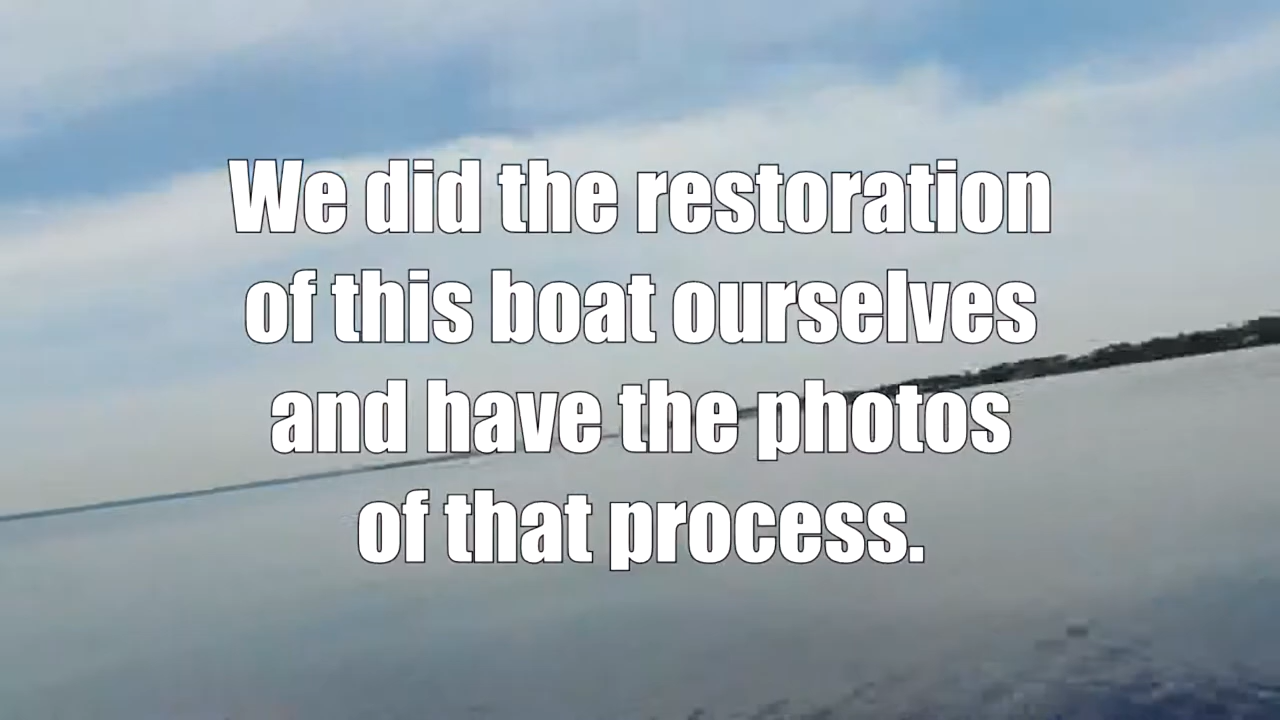 We did the restoration
of this boat ourselves
and have the photos
of that process.